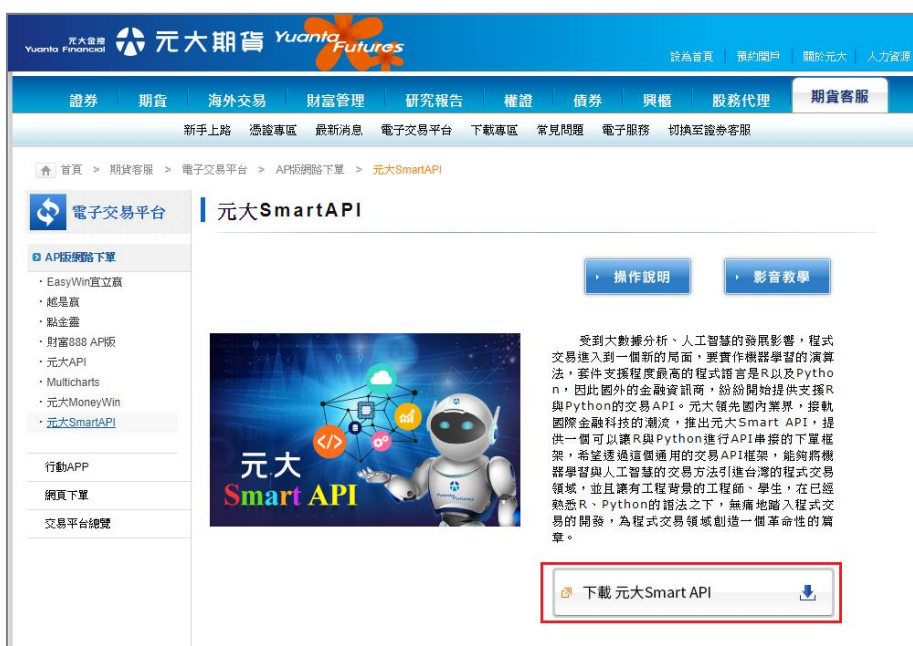 元大金控
Yuanta Financial
元大期貨 Yuanta Futures
設為首頁 | 預約開戶 | 關於元大 | 人力資源
證券 期貨 海外交易 財富管理 研究報告 權證 債券 興櫃 股務代理 期貨客服
新手上路 憑證專區 最新消息 電子交易平台 下載專區 常見問題 電子服務 切換至證券客服
首頁 > 期貨客服 > 電子交易平台 > AP版網路下單 > 元大SmartAPI
電子交易平台
元大SmartAPI
AP版網路下單
・EasyWin宜立贏
・越是贏
・點金靈
・財富888 AP版
・元大API
・Multicharts
・元大MoneyWin
・元大SmartAPI
行動APP
網頁下單
交易平台總覽
操作說明
影音教學
元大
Smart API
</>
受到大數據分析、人工智慧的發展影響，程式
交易進入到一個新的局面，要實作機器學習的演算
法，套件支援程度最高的程式語言是R以及Pytho
n，因此國外的金融資訊商，紛紛開始提供支援R
與Python的交易API。元大領先國內業界，接軌
國際金融科技的潮流，推出元大Smart API，提
供一個可以讓R與Python進行API串接的下單框
架，希望透過這個通用的交易API框架，能夠將機
器學習與人工智慧的交易方法引進台灣的程式交易
領域，並且讓有工程背景的工程師、學生，在已經
熟悉R、Python的語法之下，無痛地踏入程式交
易的開發，為程式交易領域創造一個革命性的篇
章。
下載 元大Smart API